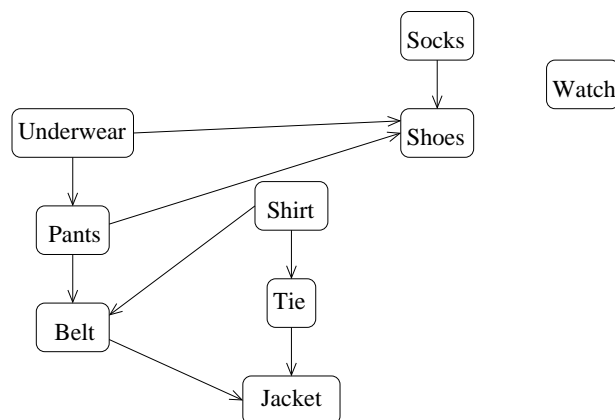 Socks
Watch
Underwear
Shoes
Shirt
Pants
Tie
Belt
Jacket